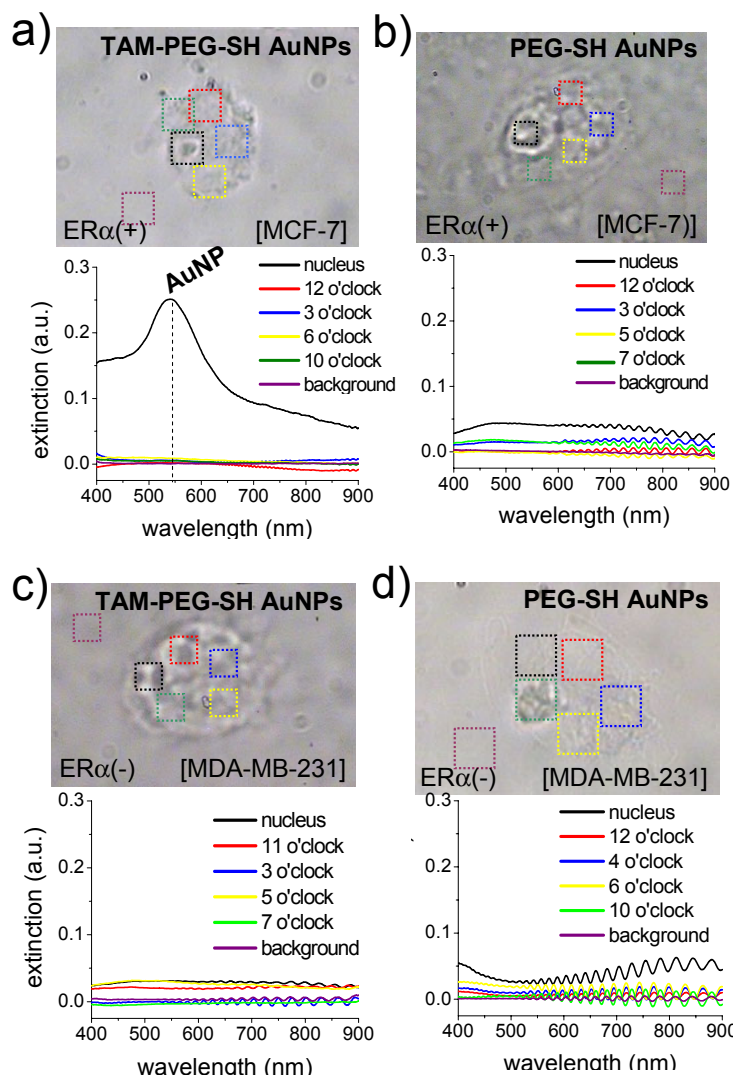 a)
TAM-PEG-SH AuNPs
ERα(+)
[MCF-7]
AuNP
nucleus
12 o'clock
3 o'clock
6 o'clock
10 o'clock
background
0.3
0.2
0.1
0.0
extinction (a.u.)
400 500 600 700 800 900
wavelength (nm)
b)
PEG-SH AuNPs
ERα(+)
[MCF-7)]
nucleus
12 o'clock
3 o'clock
5 o'clock
7 o'clock
background
0.3
0.2
0.1
0.0
400 500 600 700 800 900
wavelength (nm)
c)
TAM-PEG-SH AuNPs
ERα(-)
[MDA-MB-231]
nucleus
11 o'clock
3 o'clock
5 o'clock
7 o'clock
background
0.3
0.2
0.1
0.0
extinction (a.u.)
400 500 600 700 800 900
wavelength (nm)
d)
PEG-SH AuNPs
ERα(-)
[MDA-MB-231]
nucleus
12 o'clock
4 o'clock
6 o'clock
10 o'clock
background
0.3
0.2
0.1
0.0
400 500 600 700 800 900
wavelength (nm)